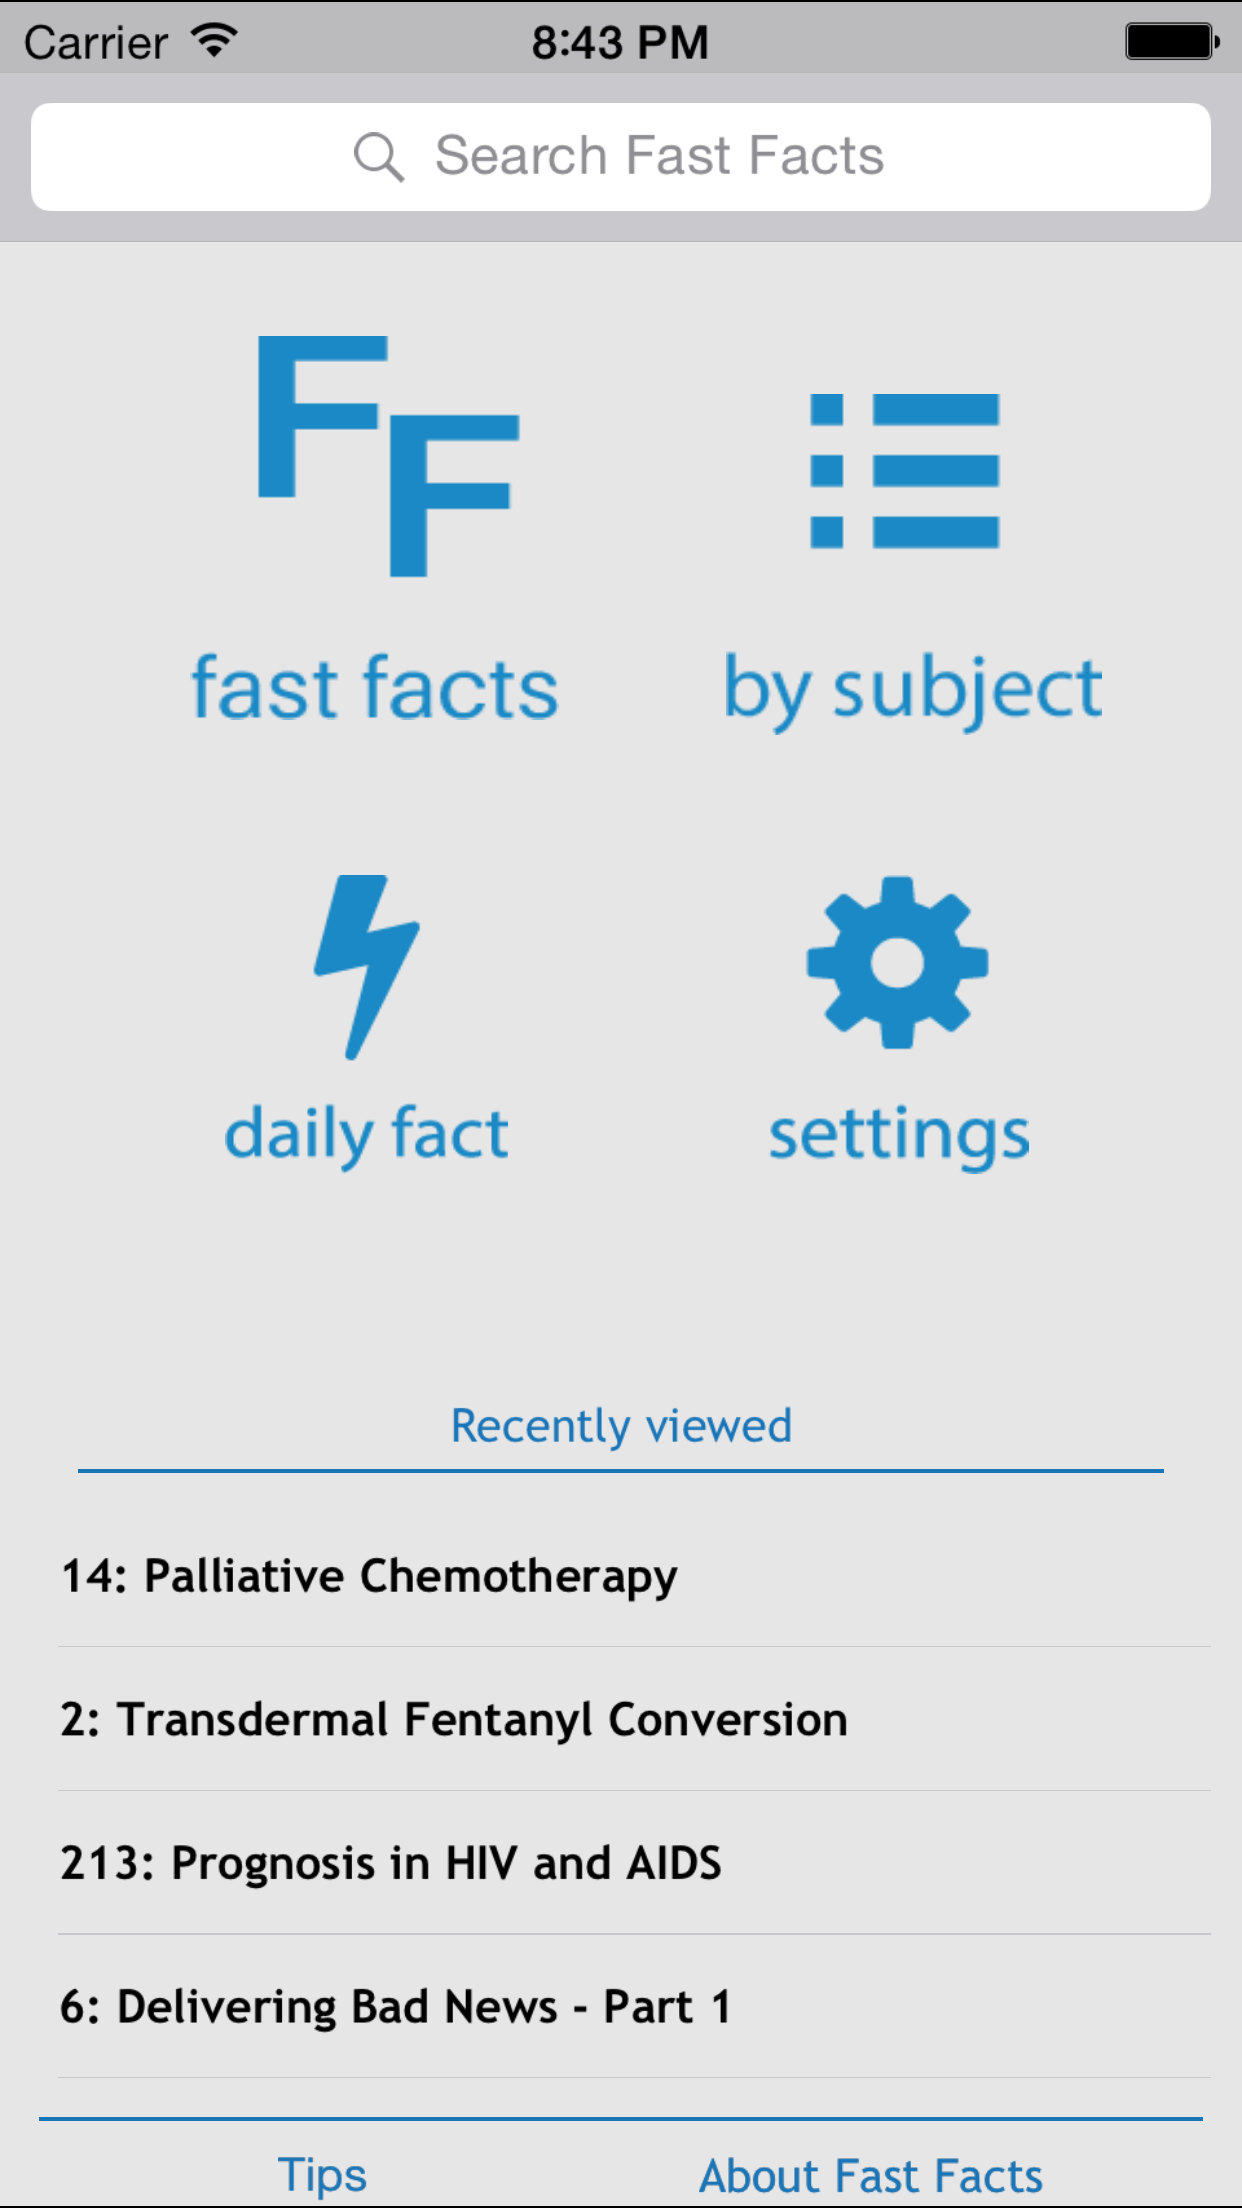 Carrier 8:43 PM
Search Fast Facts
FF
fast facts by subject
daily fact settings
Recently viewed
14: Palliative Chemotherapy
2: Transdermal Fentanyl Conversion
213: Prognosis in HIV and AIDS
6: Delivering Bad News - Part 1
Tips About Fast Facts